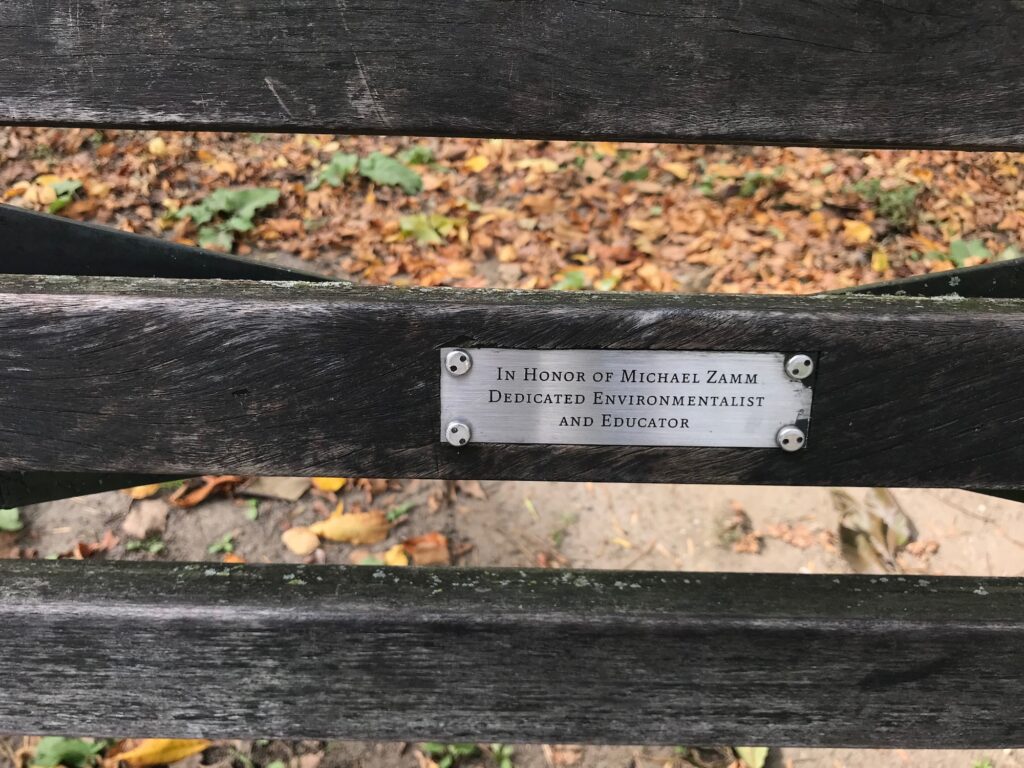 In Honor of Michael Zamm
Dedicated Environmentalist
and Educator